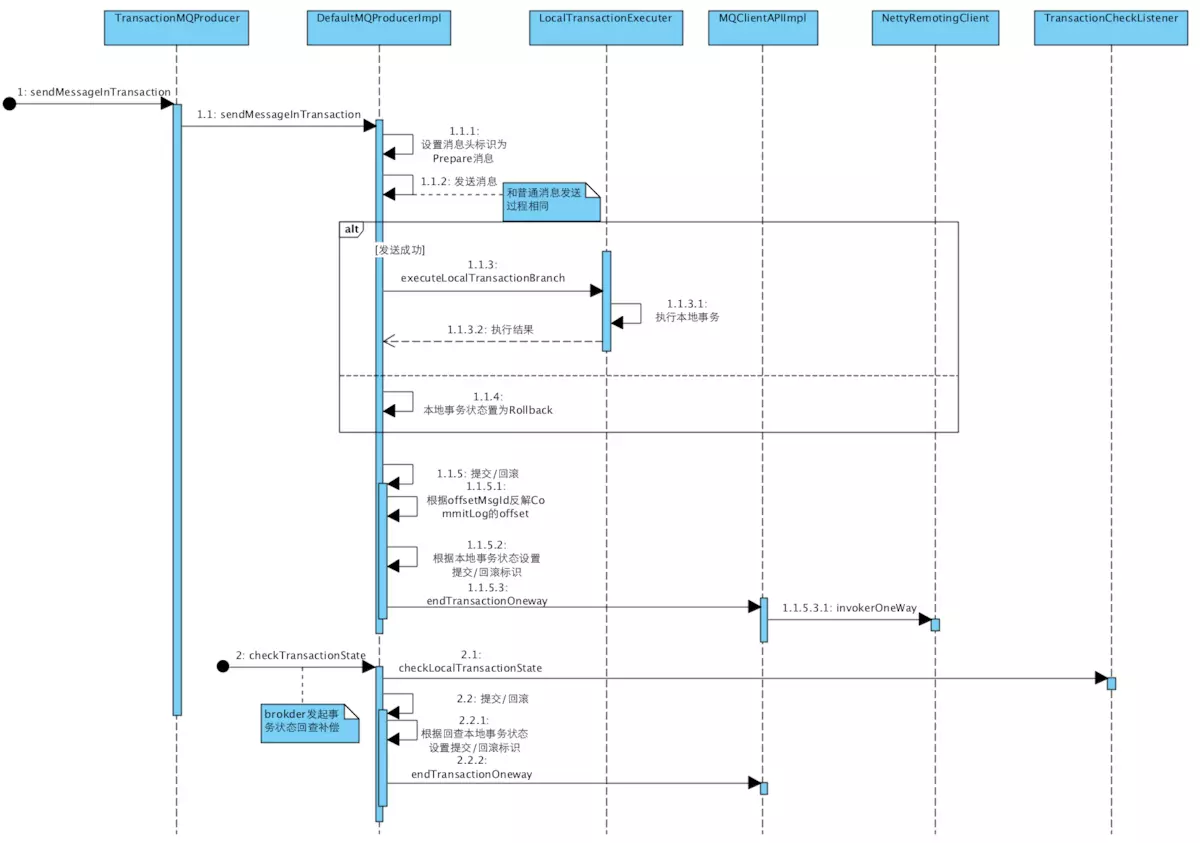 TransactionMQProducer
DefaultMQProducerImpl
LocalTransactionExecuter
MQClientAPIImpl
NettyRemotingClient
TransactionCheckListener
1: sendMessageInTransaction
1.1: sendMessageInTransaction
1.1.1:
设置消息头标识为
Prepare消息
1.1.2: 发送消息
和普通消息发送
过程相同
alt
[发送成功]
1.1.3:
executeLocalTransactionBranch
1.1.3.1:
执行本地事务
1.1.3.2: 执行结果
1.1.4:
本地事务状态置为Rollback
1.1.5: 提交/回滚
1.1.5.1:
根据offsetMsgId反解Co
mmitLog的offset
1.1.5.2:
根据本地事务状态设置
提交/回滚标识
1.1.5.3:
endTransactionOneway
1.1.5.3.1: invokerOneWay
2: checkTransactionState
2.1:
checkLocalTransactionState
brokder发起事
务状态回查补偿
2.2: 提交/回滚
2.2.1:
根据回查本地事务状态
设置提交/回滚标识
2.2.2:
endTransactionOneway